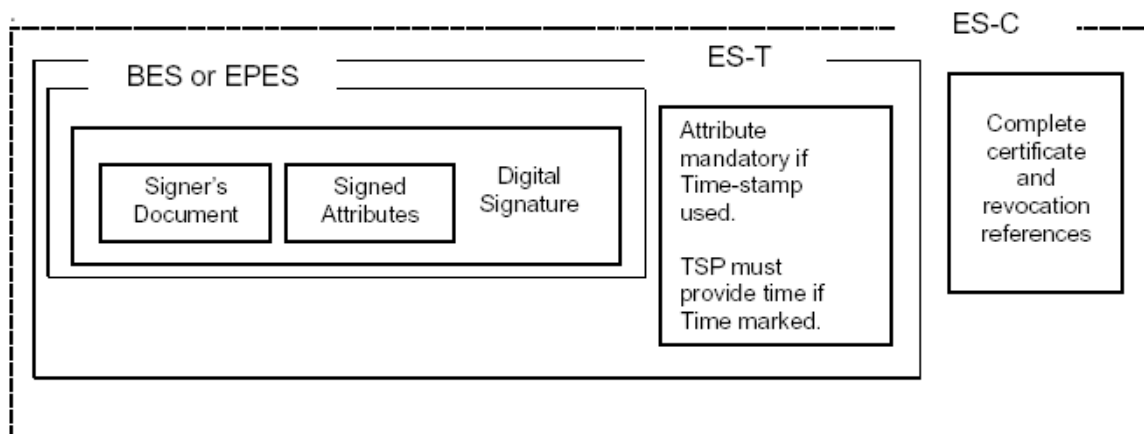 ES-C
ES-T
BES or EPES
Signer's
Document
Signed
Attributes
Digital
Signature
Attribute
mandatory if
Time-stamp
used.
TSP must
provide time if
Time marked.
Complete
certificate
and
revocation
references